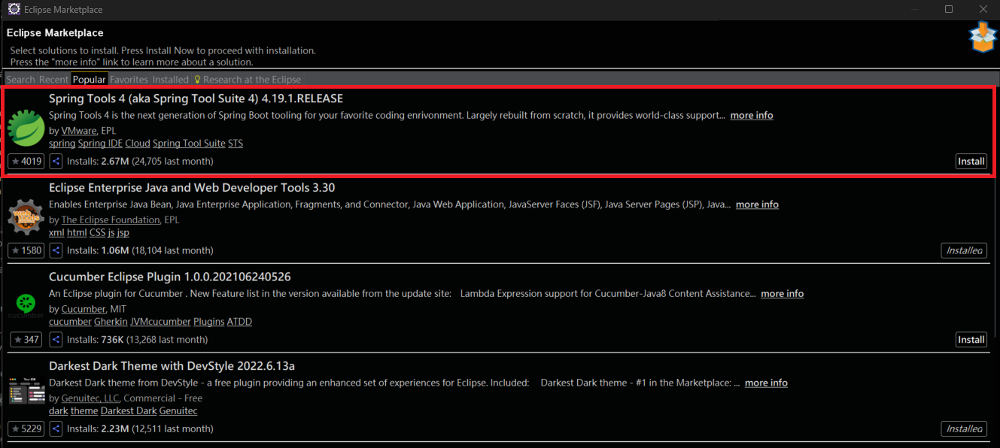 Eclipse Marketplace
Eclipse Marketplace
Select solutions to install. Press Install Now to proceed with installation.
Press the "more info" link to learn more about a solution.
Search Recent Popular Favorites Installed Research at the Eclipse
Spring Tools 4 (aka Spring Tool Suite 4) 4.19.1.RELEASE
Spring Tools 4 is the next generation of Spring Boot tooling for your favorite coding enrivonment. Largely rebuilt from scratch, it provides world-class support... more info
by VMware, EPL
spring Spring IDE Cloud Spring Tool Suite STS
4019 Installs: 2.67M (24,705 last month) Install
Eclipse Enterprise Java and Web Developer Tools 3.30
Enables Enterprise Java Bean, Java Enterprise Application, Fragments, and Connector, Java Web Application, JavaServer Faces (JSF), Java Server Pages (JSP), Java... more info
web tools
by The Eclipse Foundation, EPL
xml html CSS js jsp
1580 Installs: 1.06M (18,104 last month) Installed
Cucumber Eclipse Plugin 1.0.0.202106240526
An Eclipse plugin for Cucumber . New Feature list in the version available from the update site: Lambda Expression support for Cucumber-Java8 Content Assistance... more info
by Cucumber, MIT
cucumber
cucumber Gherkin JVMcucumber Plugins ATDD
347 Installs: 736K (13,268 last month) Install
Darkest Dark Theme with DevStyle 2022.6.13a
Darkest Dark theme from DevStyle - a free plugin providing an enhanced set of experiences for Eclipse. Included: Darkest Dark theme - #1 in the Marketplace: ... more info
by Genuitec, LLC, Commercial - Free
dark theme Darkest Dark Genuitec
5229 Installs: 2.23M (12,511 last month) Installed